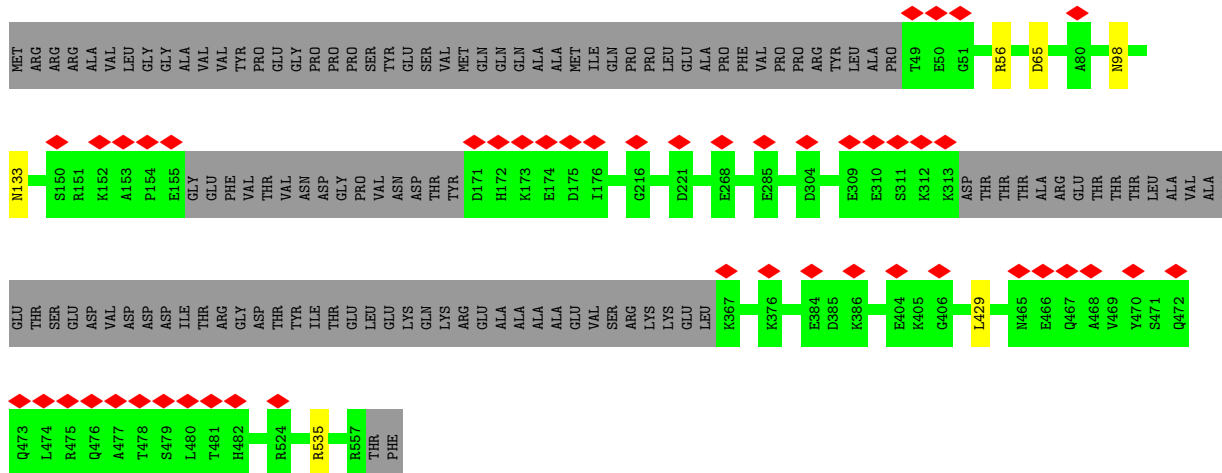 MET ARG ARG ARG ALA VAL LEU GLY GLY ALA VAL VAL TYR PRO GLU GLY PRO PRO PRO SER TYR GLU SER VAL MET GLN GLN GLN ALA ALA MET ILE GLN PRO PRO LEU GLU ALA PRO PHE VAL PRO PRO ARG TYR LEU ALA PRO T49 E50 G51 R56 D65 A80 N98
N133 S150 R151 K152 A153 P154 E155 GLY GLU PHE VAL THR VAL ASN ASP GLY PRO VAL ASN ASP THR TYR D171 H172 K173 E174 D175 I176 G216 D221 E268 E285 D304 E309 E310 S311 K312 K313 ASP THR THR THR ALA ARG GLU THR THR THR LEU ALA VAL ALA
GLU THR SER GLU ASP VAL ASP ASP ASP ILE THR ARG GLY ASP THR TYR ILE THR GLU LEU GLU LYS GLN LYS ARG GLU ALA ALA ALA ALA GLU VAL SER ARG LYS LYS GLU LEU K367 K376 E384 D385 K386 E404 K405 G406 L429 N465 E466 Q467 A468 V469 Y470 S471 Q472
Q473 L474 R475 Q476 A477 T478 S479 L480 T481 H482 R524 R535 R557 THR PHE